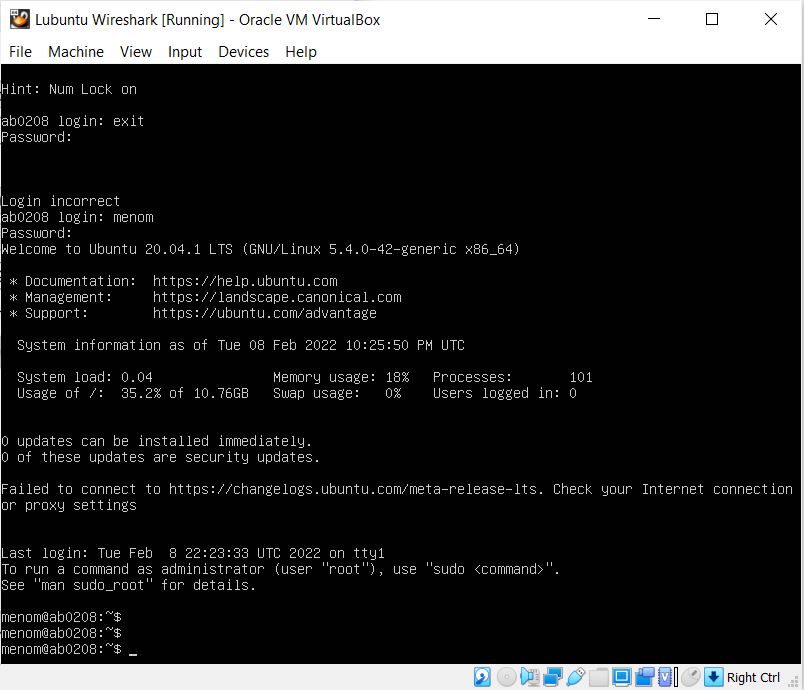 Lubuntu Wireshark [Running] - Oracle VM VirtualBox
File Machine View Input Devices Help
Hint: Num Lock on
ab0208 login: exit
Password:
Login incorrect
ab0208 login: menom
Password:
Welcome to Ubuntu 20.04.1 LTS (GNU/Linux 5.4.0-42-generic x86_64)
* Documentation: https://help.ubuntu.com
* Management: https://landscape.canonical.com
* Support: https://ubuntu.com/advantage
System information as of Tue 08 Feb 2022 10:25:50 PM UTC
System load: 0.04 Memory usage: 18% Processes: 101
Usage of /: 35.2% of 10.76GB Swap usage: 0% Users logged in: 0
0 updates can be installed immediately.
0 of these updates are security updates.
Failed to connect to https://changelogs.ubuntu.com/meta-release-lts. Check your Internet connection
or proxy settings
Last login: Tue Feb  8 22:23:33 UTC 2022 on tty1
To run a command as administrator (user "root"), use "sudo <command>".
See "man sudo_root" for details.
menom@ab0208:~$
menom@ab0208:~$
menom@ab0208:~$ _
Right Ctrl